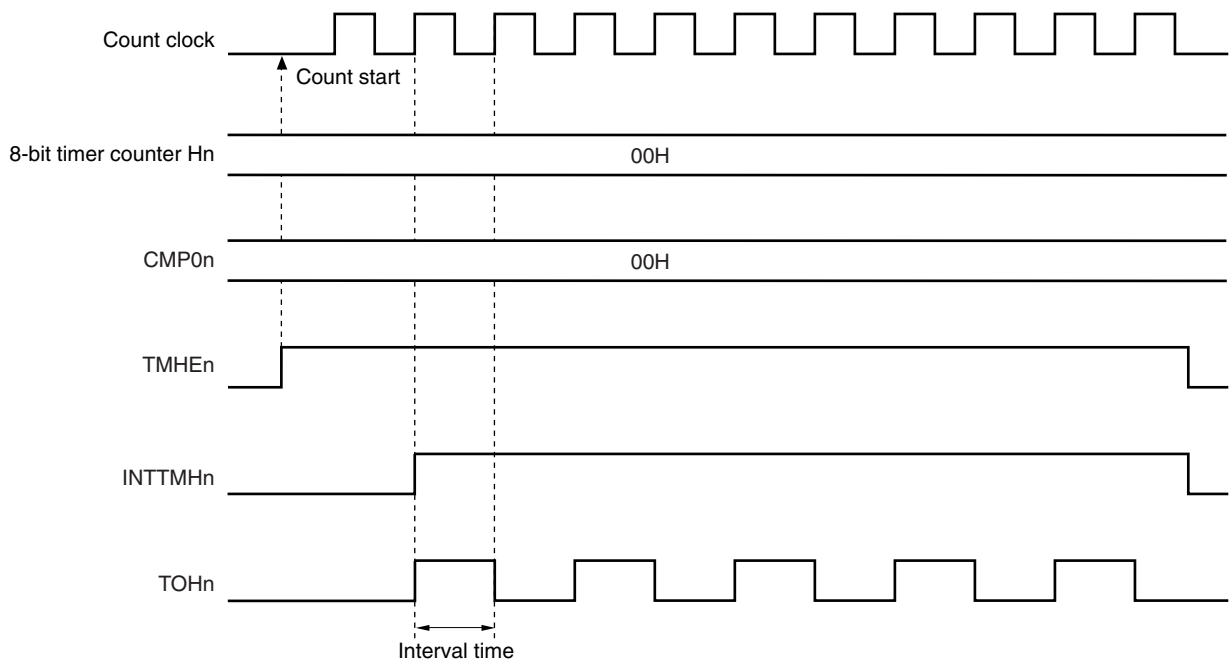 Count clock
Count start
8-bit timer counter Hn
00H
CMP0n
00H
TMHEn
INTTMHn
TOHn
Interval time